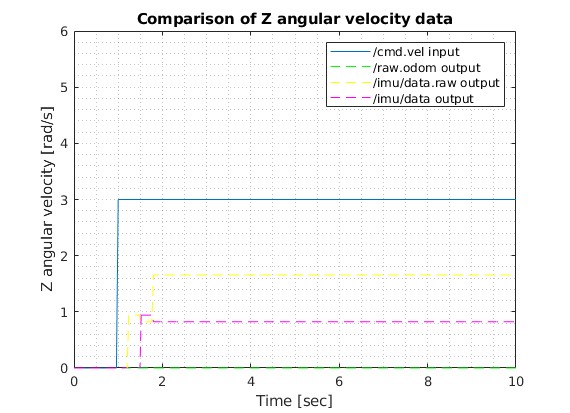 Comparison of Z angular velocity data
/cmd.vel input
/raw.odom output
/imu/data.raw output
/imu/data output
Z angular velocity [rad/s]
6
5
4
3
2
1
0
0 2 4 6 8 10
Time [sec]